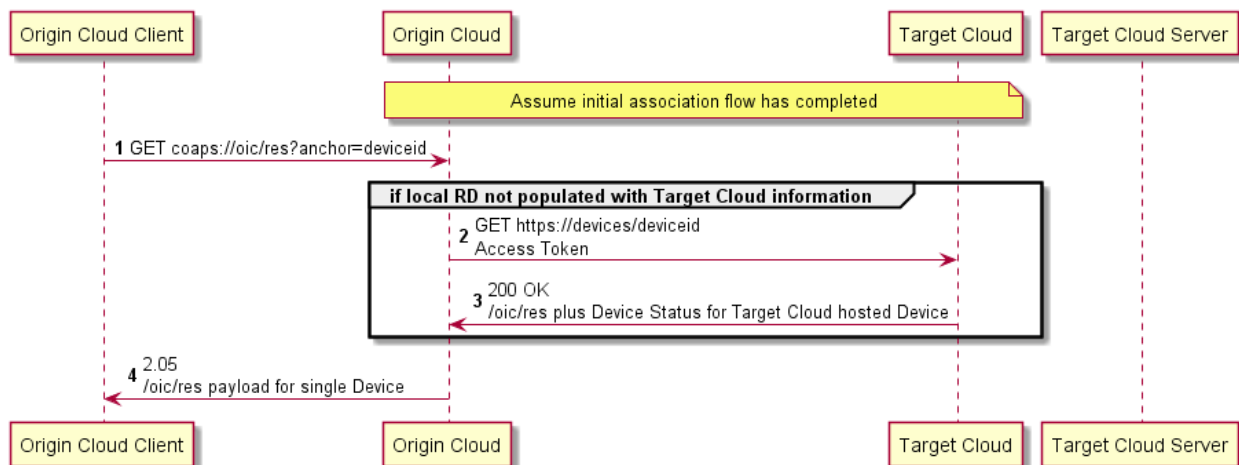 Origin Cloud Client
Origin Cloud
Target Cloud
Target Cloud Server
Assume initial association flow has completed
1 GET coaps://oic/res?anchor=deviceid
if local RD not populated with Target Cloud information
2 GET https://devices/deviceid
Access Token
3 200 OK
/oic/res plus Device Status for Target Cloud hosted Device
4 2.05
/oic/res payload for single Device
Origin Cloud Client
Origin Cloud
Target Cloud
Target Cloud Server